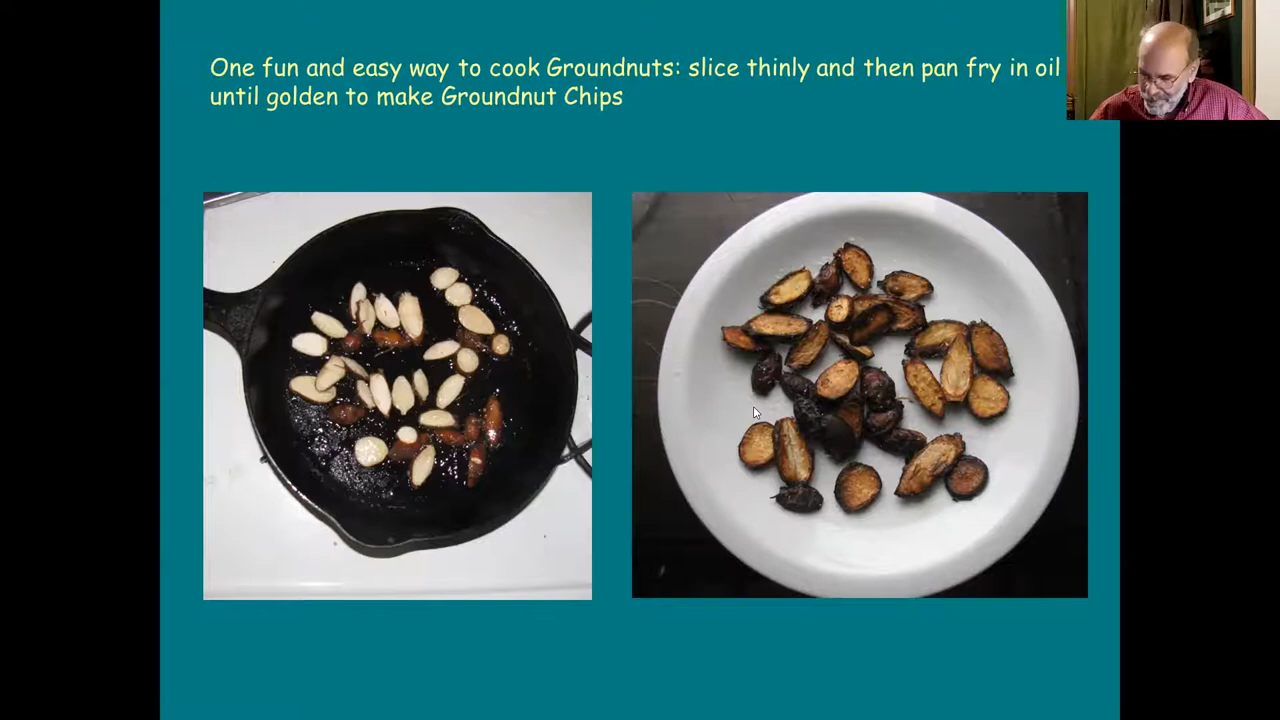 One fun and easy way to cook Groundnuts: slice thinly and then pan fry in oil
until golden to make Groundnut Chips